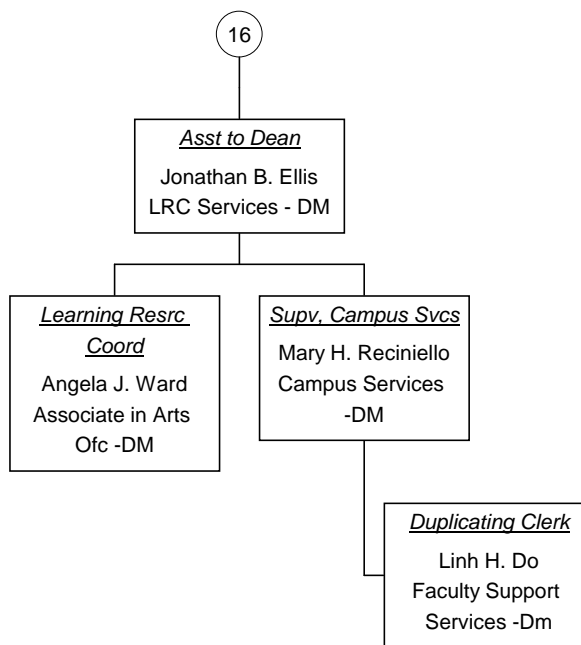 16
Asst to Dean
Jonathan B. Ellis
LRC Services - DM
Learning Resrc
Coord
Angela J. Ward
Associate in Arts
Ofc -DM
Supv, Campus Svcs
Mary H. Reciniello
Campus Services
-DM
Duplicating Clerk
Linh H. Do
Faculty Support
Services -Dm